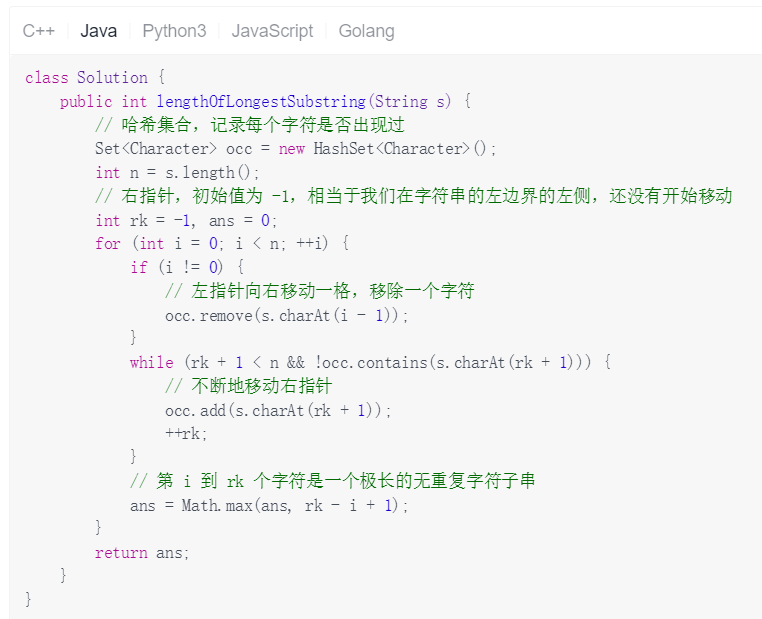 C++ Java Python3 JavaScript Golang
class Solution {
    public int lengthOfLongestSubstring(String s) {
        // 哈希集合，记录每个字符是否出现过
        Set<Character> occ = new HashSet<Character>();
        int n = s.length();
        // 右指针，初始值为 -1，相当于我们在字符串的左边界的左侧，还没有开始移动
        int rk = -1, ans = 0;
        for (int i = 0; i < n; ++i) {
            if (i != 0) {
                // 左指针向右移动一格，移除一个字符
                occ.remove(s.charAt(i - 1));
            }
            while (rk + 1 < n && !occ.contains(s.charAt(rk + 1))) {
                // 不断地移动右指针
                occ.add(s.charAt(rk + 1));
                ++rk;
            }
            // 第 i 到 rk 个字符是一个极长的无重复字符子串
            ans = Math.max(ans, rk - i + 1);
        }
        return ans;
    }
}